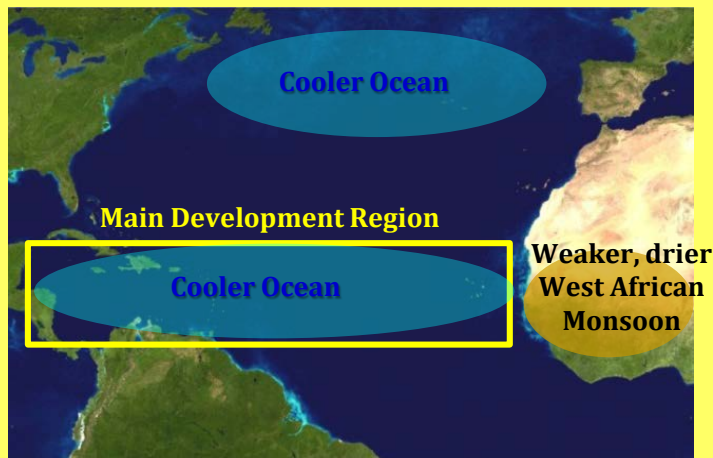 Cooler Ocean
Main Development Region
Cooler Ocean
Weaker, drier
West African
Monsoon